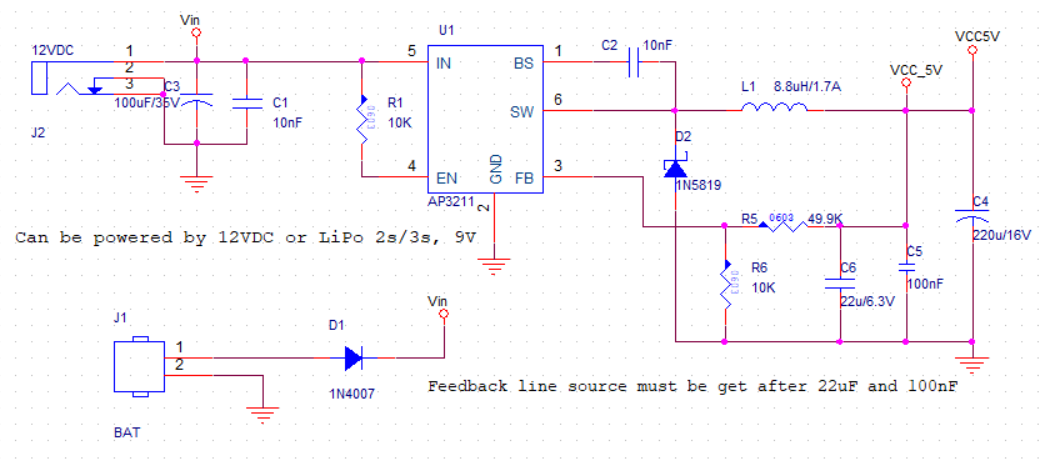 Vin
12VDC
1
2
3
C3
100uF/35V
J2
C1
10nF
R1
0603
10K
U1
5
IN
4
EN
AP3211
GND
2
BS
1
SW
6
FB
3
C2
10nF
L1
8.8uH/1.7A
VCC_5V
VCC5V
D2
1N5819
R5
0603
49.9K
R6
0603
10K
C6
22u/6.3V
C5
100nF
C4
220u/16V
Can be powered by 12VDC or LiPo 2s/3s, 9V
J1
1
2
BAT
D1
1N4007
Vin
Feedback line source must be get after 22uF and 100nF